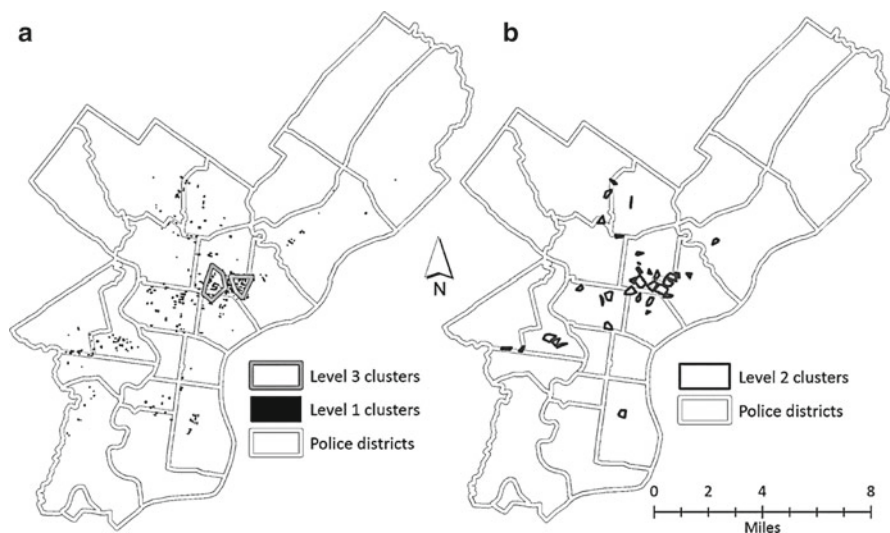 a
b
N
Level 3 clusters
Level 1 clusters
Police districts
Level 2 clusters
Police districts
0 2 4 8
Miles